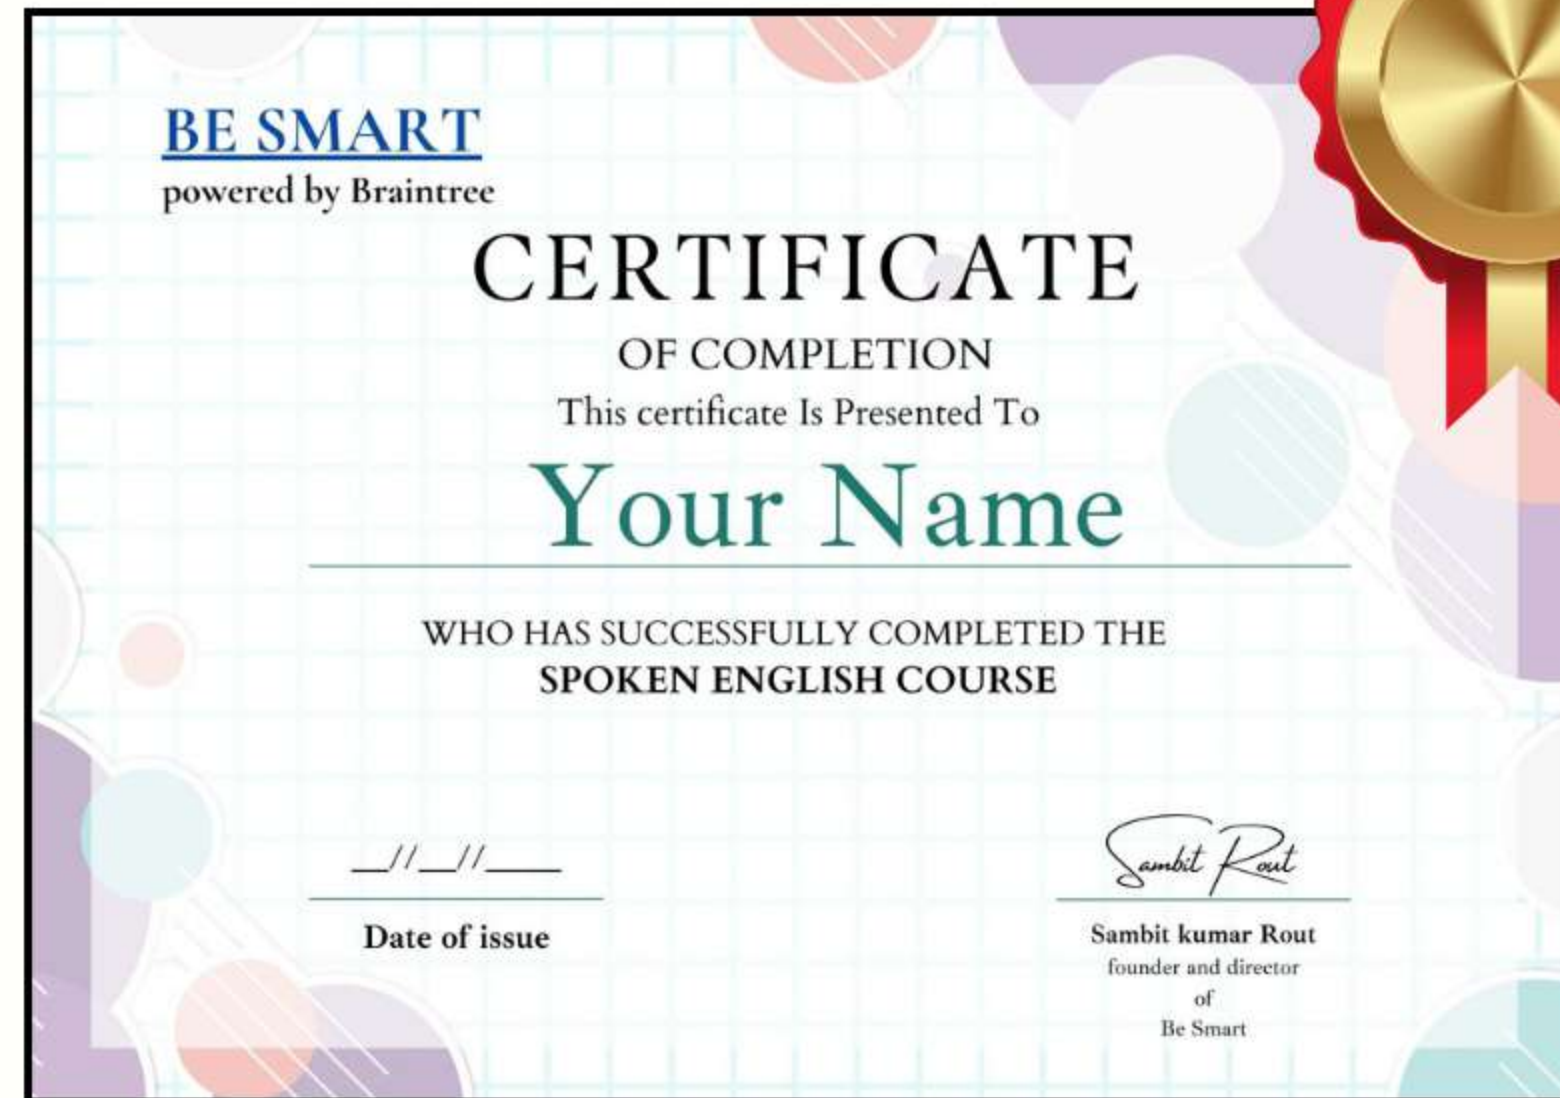 BE SMART
powered by Braintree
CERTIFICATE
OF COMPLETION
This certificate Is Presented To
Your Name
WHO HAS SUCCESSFULLY COMPLETED THE
SPOKEN ENGLISH COURSE
__//__//____
Date of issue
Sambit Rout
Sambit kumar Rout
founder and director
of
Be Smart